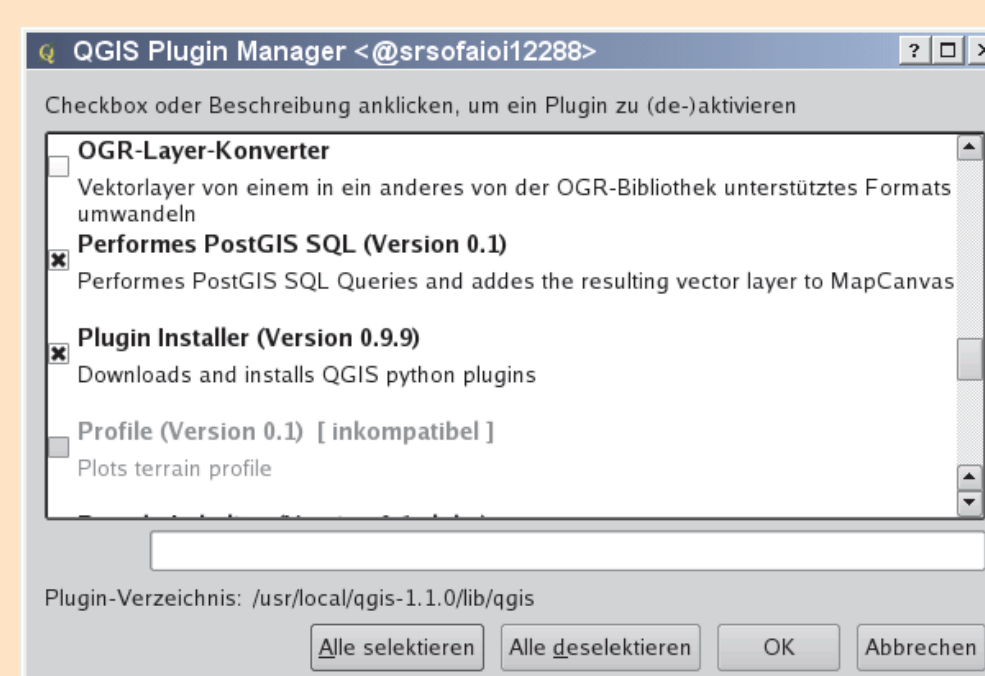 QGIS Plugin Manager <@srsofaioi12288>
Checkbox oder Beschreibung anklicken, um ein Plugin zu (de-)aktivieren
OGR-Layer-Konverter
Vektorlayer von einem in ein anderes von der OGR-Bibliothek unterstütztes Formats
umwandeln
Performes PostGIS SQL (Version 0.1)
Performes PostGIS SQL Queries and addes the resulting vector layer to MapCanvas
Plugin Installer (Version 0.9.9)
Downloads and installs QGIS python plugins
Profile (Version 0.1) [ inkompatibel ]
Plots terrain profile
Plugin-Verzeichnis: /usr/local/qgis-1.1.0/lib/qgis
Alle selektieren Alle deselektieren OK Abbrechen